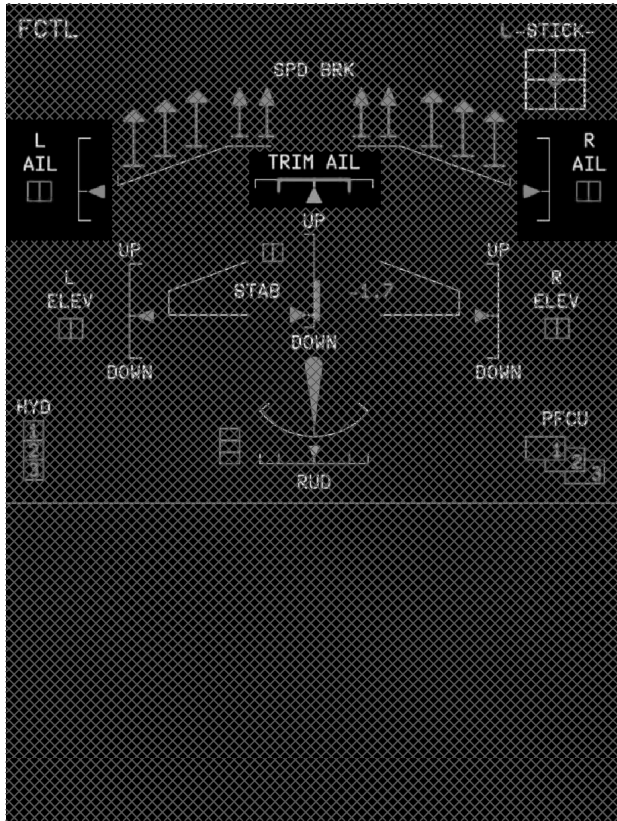 FCTL
L-STICK-
SPD BRK
L
AIL
TRIM AIL
R
AIL
UP
UP
UP
L
ELEV
STAB
-1.7
R
ELEV
DOWN
DOWN
DOWN
HYD
1
2
3
PFCU
1
2
3
RUD